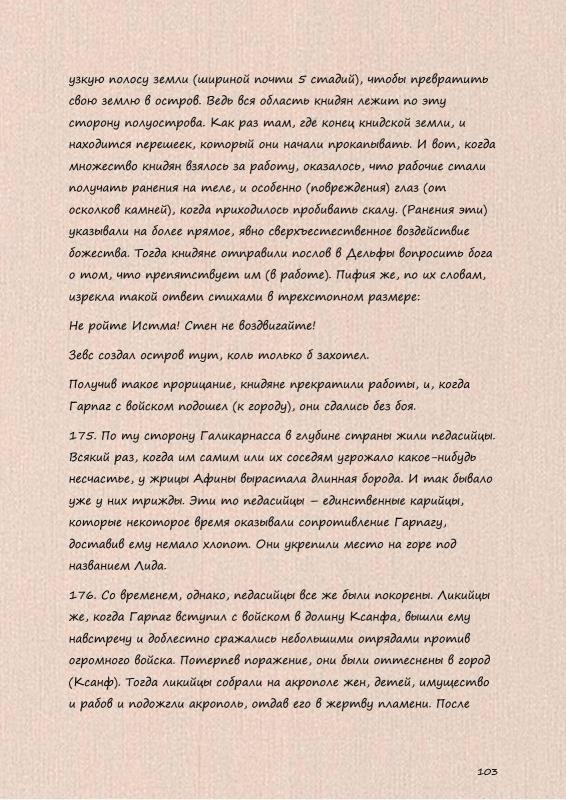 узкую полосу земли (шириной почти 5 стадий), чтобы превратить
свою землю в остров. Ведь вся область книдян лежит по эту
сторону полуострова. Как раз там, где конец книдской земли, и
находится перешеек, который они начали прокапывать. И вот, когда
множество книдян взялось за работу, оказалось, что рабочие стали
получать ранения на теле, и особенно (повреждения) глаз (от
осколков камней), когда приходилось пробивать скалу. (Ранения эти)
указывали на более прямое, явно сверхъестественное воздействие
божества. Тогда книдяне отправили послов в Дельфы вопросить бога
о том, что препятствует им (в работе). Пифия же, по их словам,
изрекла такой ответ стихами в трехстопном размере:
Не ройте Истма! Стен не воздвигайте!
Зевс создал остров тут, коль только б захотел.
Получив такое прорицание, книдяне прекратили работы, и, когда
Гарпаг с войском подошел (к городу), они сдались без боя.
175. По ту сторону Галикарнасса в глубине страны жили педасийцы.
Всякий раз, когда им самим или их соседям угрожало какое-нибудь
несчастье, у жрицы Афины вырастала длинная борода. И так бывало
уже у них трижды. Эти то педасийцы – единственные карийцы,
которые некоторое время оказывали сопротивление Гарпагу,
доставив ему немало хлопот. Они укрепили место на горе под
названием Лида.
176. Со временем, однако, педасийцы все же были покорены. Ликийцы
же, когда Гарпаг вступил с войском в долину Ксанфа, вышли ему
навстречу и доблестно сражались небольшими отрядами против
огромного войска. Потерпев поражение, они были оттеснены в город
(Ксанф). Тогда ликийцы собрали на акрополе жен, детей, имущество
и рабов и подожгли акрополь, отдав его в жертву пламени. После
103